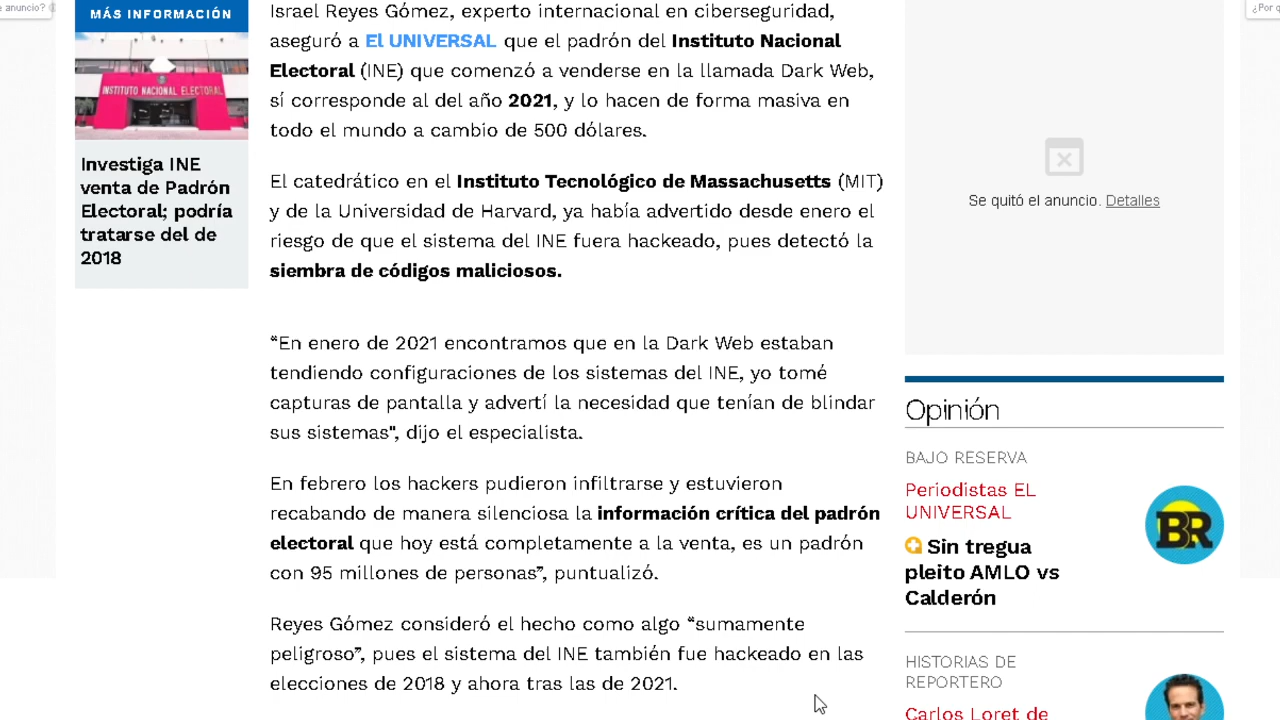 e anuncio?
¿Por q
MÁS INFORMACIÓN
INSTITUTO NACIONAL ELECTORAL
Investiga INE
venta de Padrón
Electoral; podría
tratarse del de
2018
Israel Reyes Gómez, experto internacional en ciberseguridad,
aseguró a El UNIVERSAL que el padrón del Instituto Nacional
Electoral (INE) que comenzó a venderse en la llamada Dark Web,
sí corresponde al del año 2021, y lo hacen de forma masiva en
todo el mundo a cambio de 500 dólares.
El catedrático en el Instituto Tecnológico de Massachusetts (MIT)
y de la Universidad de Harvard, ya había advertido desde enero el
riesgo de que el sistema del INE fuera hackeado, pues detectó la
siembra de códigos maliciosos.
“En enero de 2021 encontramos que en la Dark Web estaban
tendiendo configuraciones de los sistemas del INE, yo tomé
capturas de pantalla y advertí la necesidad que tenían de blindar
sus sistemas", dijo el especialista.
En febrero los hackers pudieron infiltrarse y estuvieron
recabando de manera silenciosa la información crítica del padrón
electoral que hoy está completamente a la venta, es un padrón
con 95 millones de personas”, puntualizó.
Reyes Gómez consideró el hecho como algo “sumamente
peligroso”, pues el sistema del INE también fue hackeado en las
elecciones de 2018 y ahora tras las de 2021.
Se quitó el anuncio. Detalles
Opinión
BAJO RESERVA
Periodistas EL
UNIVERSAL
Sin tregua
pleito AMLO vs
Calderón
BR
HISTORIAS DE
REPORTERO
Carlos Loret de